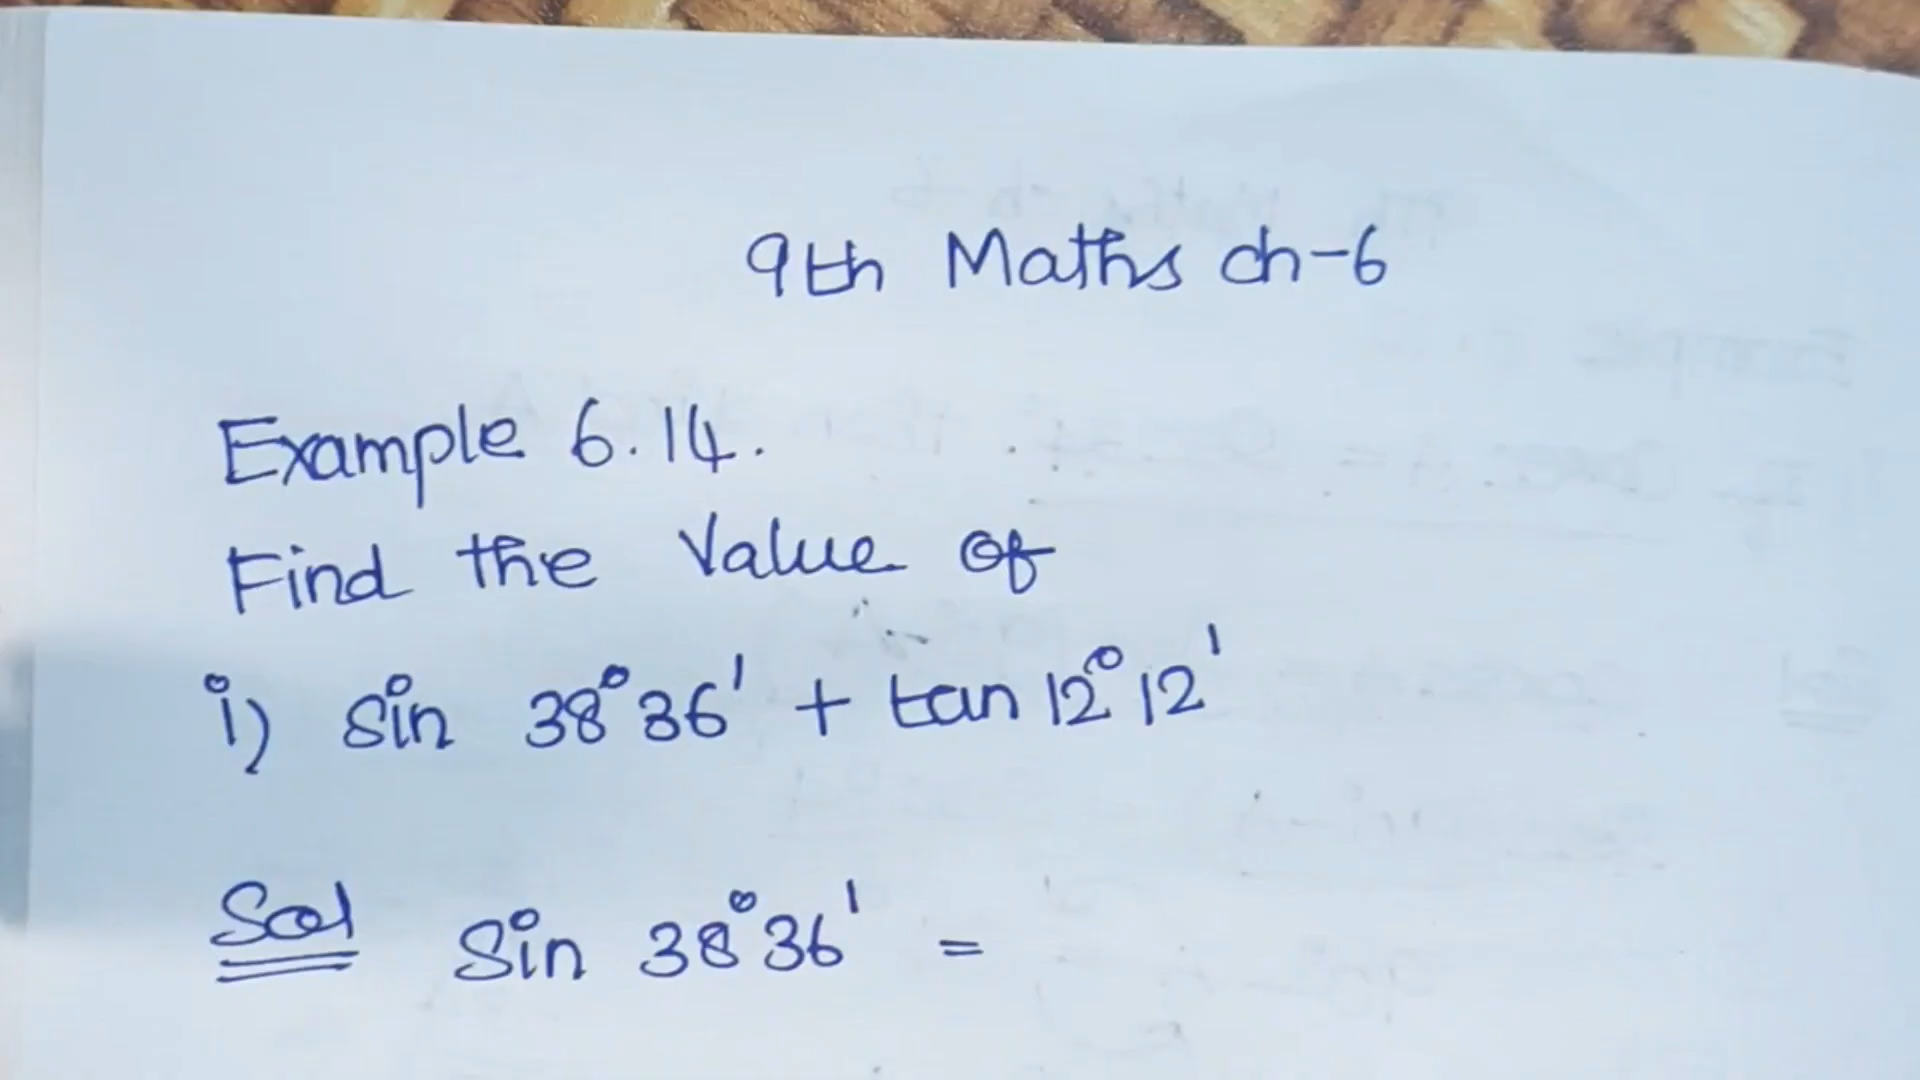 9th Maths ch-6
Example 6.14.
Find the Value of
i) Sin 38°36' + tan 12°12'
Sol Sin 38°36' =